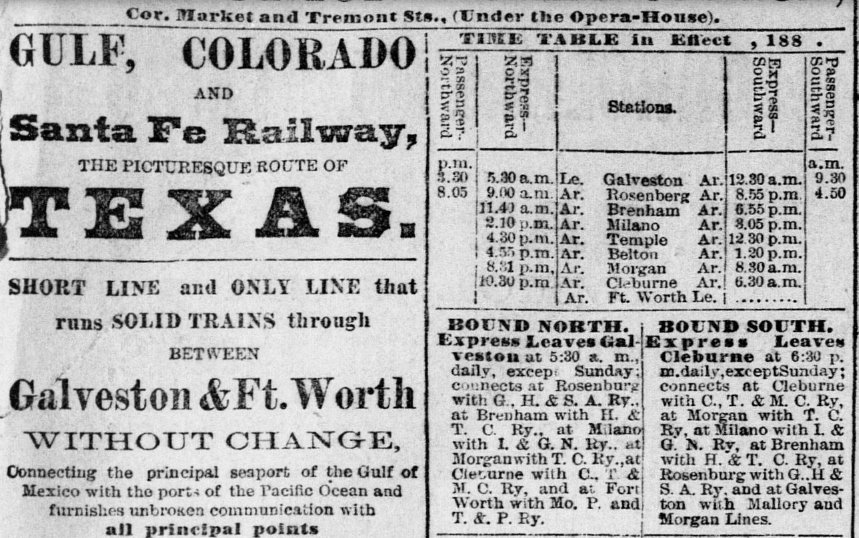 Cor. Market and Tremont Sts., (Under the Opera-House).
GULF, COLORADO
AND
Santa Fe Railway,
THE PICTURESQUE ROUTE OF
TEXAS.
SHORT LINE and ONLY LINE that
runs SOLID TRAINS through
BETWEEN
Galveston & Ft. Worth
WITHOUT CHANGE,
Connecting the principal seaport of the Gulf of
Mexico with the ports of the Pacific Ocean and
furnishes unbroken communication with
all principal points
TIME TABLE in Effect , 188 .
Passenger- Northward
Express— Northward
Stations.
Express— Southward
Passenger- Southward
p.m. a.m.
3.30 5.30 a.m. Le. Galveston Ar. 12.30 a.m. 9.30
8.05 9.00 a.m. Ar. Rosenberg Ar. 8.55 p.m 4.50
11.40 a.m. Ar. Brenham Ar. 6.55 p.m.
2.10 p.m. Ar. Milano Ar. 3.05 p.m.
4.30 p.m. Ar. Temple Ar. 12.30 p.m.
4.55 p.m. Ar. Belton Ar. 1.20 p.m.
p.m, Ar. Morgan Ar. 8.30 a.m.
10.30 p.m. Ar. Cleburne Ar. 6.30 a.m.
Ar. Ft. Worth Le. ..........
BOUND NORTH.
Express Leaves Gal-
veston at 5:30 a. m.,
daily, except Sunday;
connects at Rosenburg
with G., H. & S. A. Ry.,
at Brenham with H. &
T. C. Ry., at Milano
with I. & G. N. Ry., at
Morgan with T. C. Ry., at
Cleburne with C., T &
M. C. Ry, and at Fort
Worth with Mo. P. and
T. & P. Ry.
BOUND SOUTH.
Express Leaves
Cleburne at 6:30 p.
m. daily, except Sunday;
connects at Cleburne
with C., T. & M. C. Ry,
at Morgan with T. C.
Ry, at Milano with I. &
G. N. Ry, at Brenham
with H. & T. C. Ry, at
Rosenburg with G., H &
S. A. Ry. and at Galves-
ton with Mallory and
Morgan Lines.